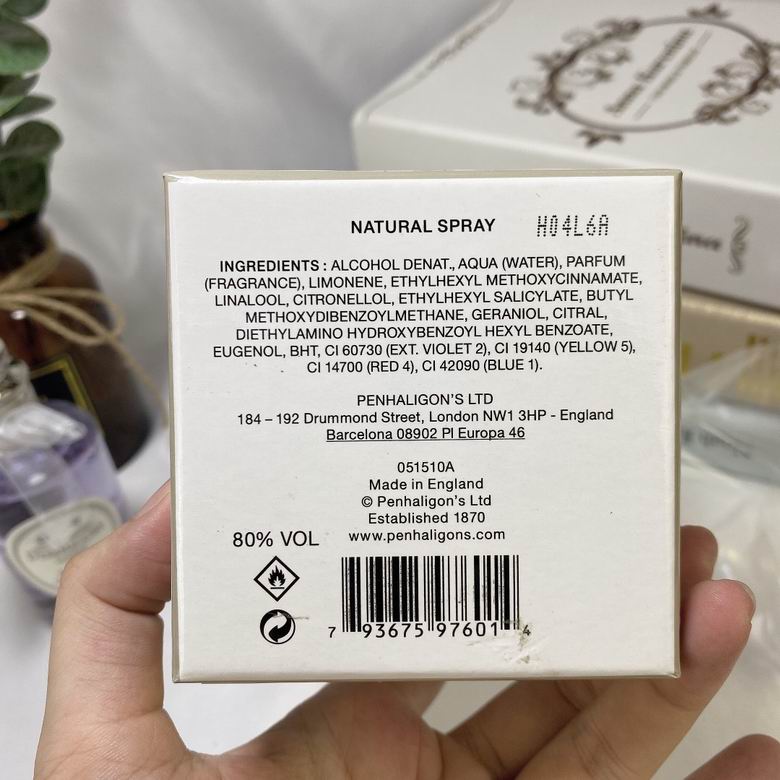 NATURAL SPRAY H04L6A
INGREDIENTS : ALCOHOL DENAT., AQUA (WATER), PARFUM
(FRAGRANCE), LIMONENE, ETHYLHEXYL METHOXYCINNAMATE,
LINALOOL, CITRONELLOL, ETHYLHEXYL SALICYLATE, BUTYL
METHOXYDIBENZOYLMETHANE, GERANIOL, CITRAL,
DIETHYLAMINO HYDROXYBENZOYL HEXYL BENZOATE,
EUGENOL, BHT, CI 60730 (EXT. VIOLET 2), CI 19140 (YELLOW 5),
CI 14700 (RED 4), CI 42090 (BLUE 1).
PENHALIGON'S LTD
184 – 192 Drummond Street, London NW1 3HP - England
Barcelona 08902 Pl Europa 46
051510A
Made in England
© Penhaligon's Ltd
Established 1870
www.penhaligons.com
80% VOL
7 93675 97601 4